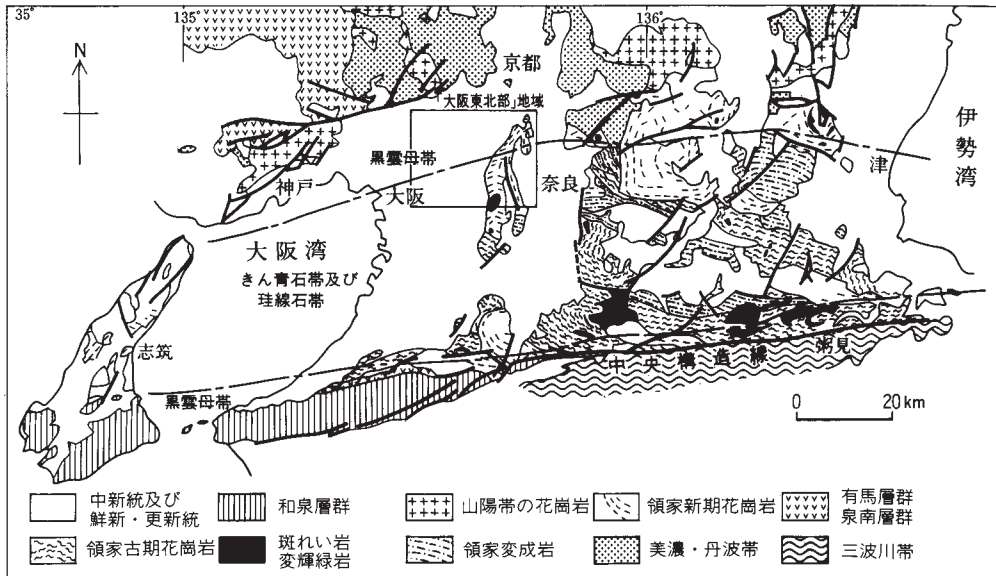 35°
135°
136°
N
京都
「大阪東北部」地域
伊勢湾
黒雲母帯
神戸
大阪
奈良
津
大阪湾
きん青石帯及び
珪線石帯
志筑
粥見
中央構造線
黒雲母帯
0 20 km
中新統及び
鮮新・更新統
和泉層群
山陽帯の花崗岩
領家新期花崗岩
有馬層群
泉南層群
領家古期花崗岩
斑れい岩
変輝緑岩
領家変成岩
美濃・丹波帯
三波川帯